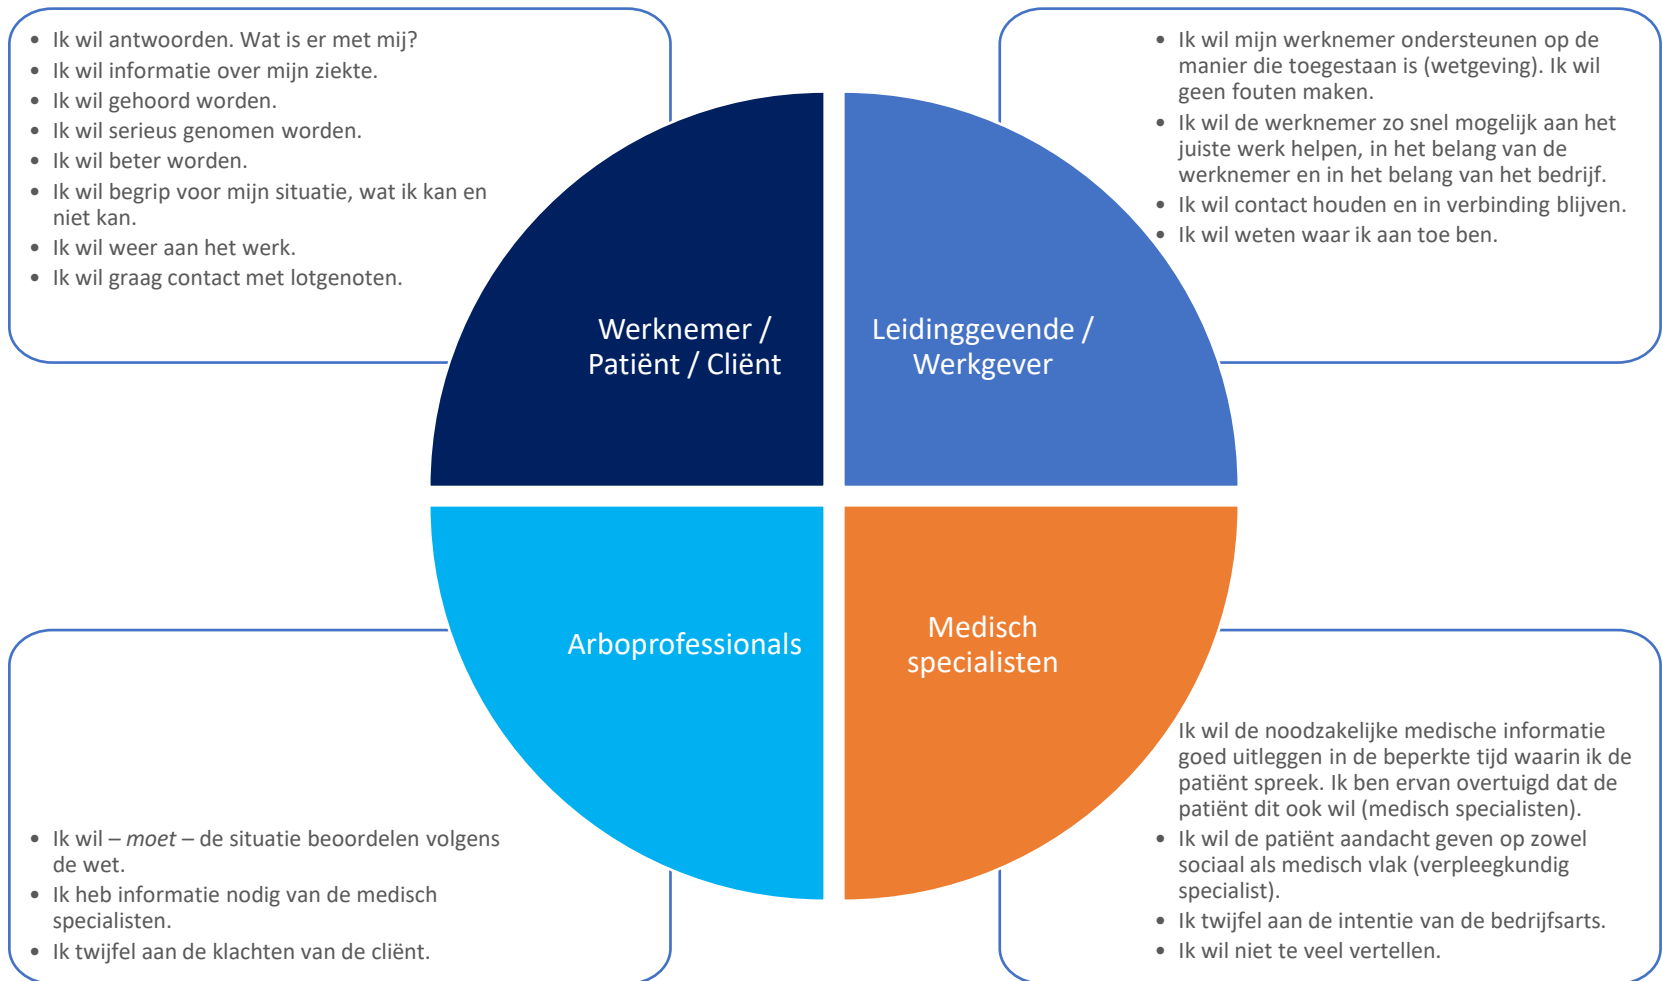 • Ik wil antwoorden. Wat is er met mij?
• Ik wil informatie over mijn ziekte.
• Ik wil gehoord worden.
• Ik wil serieus genomen worden.
• Ik wil beter worden.
• Ik wil begrip voor mijn situatie, wat ik kan en
niet kan.
• Ik wil weer aan het werk.
• Ik wil graag contact met lotgenoten.
• Ik wil mijn werknemer ondersteunen op de
manier die toegestaan is (wetgeving). Ik wil
geen fouten maken.
• Ik wil de werknemer zo snel mogelijk aan het
juiste werk helpen, in het belang van de
werknemer en in het belang van het bedrijf.
• Ik wil contact houden en in verbinding blijven.
• Ik wil weten waar ik aan toe ben.
Werknemer /
Patiënt / Cliënt
Leidinggevende /
Werkgever
Arboprofessionals
Medisch
specialisten
• Ik wil – moet – de situatie beoordelen volgens
de wet.
• Ik heb informatie nodig van de medisch
specialisten.
• Ik twijfel aan de klachten van de cliënt.
Ik wil de noodzakelijke medische informatie
goed uitleggen in de beperkte tijd waarin ik de
patiënt spreek. Ik ben ervan overtuigd dat de
patiënt dit ook wil (medisch specialisten).
• Ik wil de patiënt aandacht geven op zowel
sociaal als medisch vlak (verpleegkundig
specialist).
• Ik twijfel aan de intentie van de bedrijfsarts.
• Ik wil niet te veel vertellen.